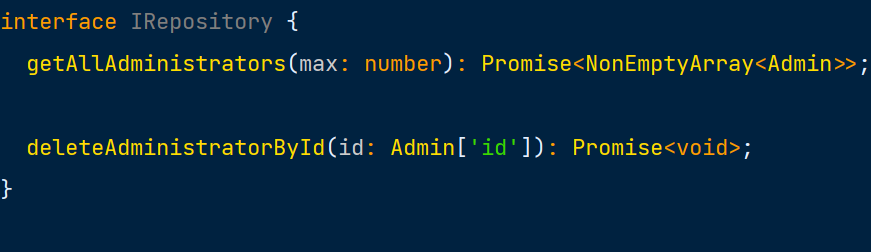 interface IRepository {
getAllAdministrators(max: number): Promise<NonEmptyArray<Admin>>;
deleteAdministratorById(id: Admin['id']): Promise<void>;
}